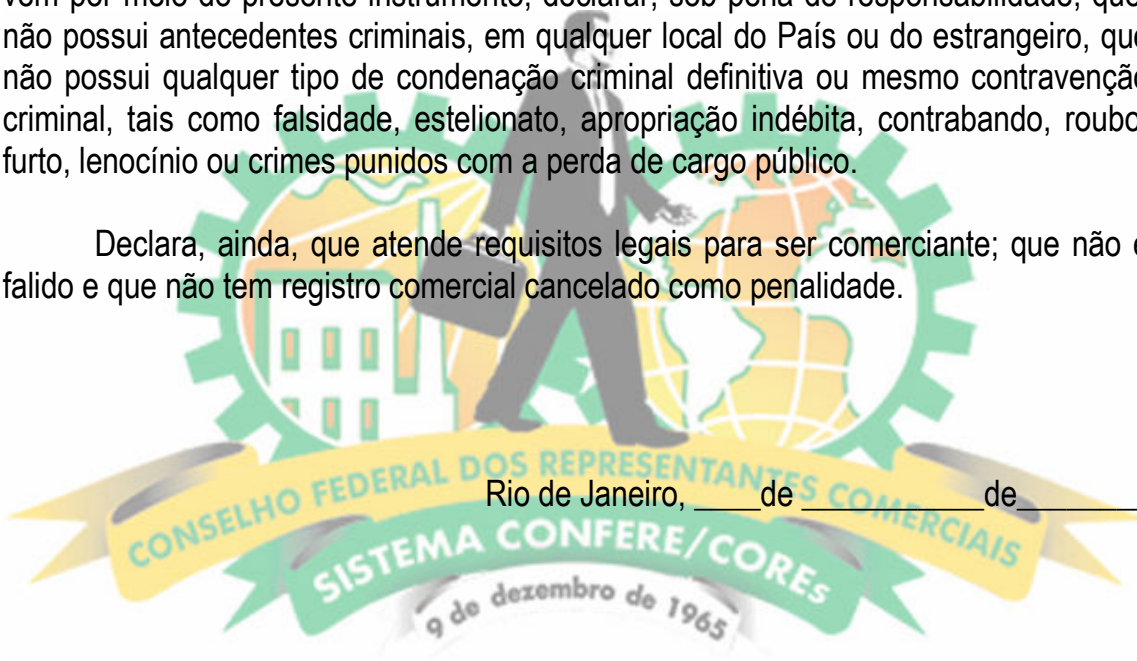 vem por meio do presente instrumento, declarar, sob pena de responsabilidade, que
não possui antecedentes criminais, em qualquer local do País ou do estrangeiro, que
não possui qualquer tipo de condenação criminal definitiva ou mesmo contravenção
criminal, tais como falsidade, estelionato, apropriação indébita, contrabando, roubo,
furto, lenocínio ou crimes punidos com a perda de cargo público.
Declara, ainda, que atende requisitos legais para ser comerciante; que não é
falido e que não tem registro comercial cancelado como penalidade.
Rio de Janeiro, ____de ___________de________
CONSELHO FEDERAL DOS REPRESENTANTES COMERCIAIS
SISTEMA CONFERE/COREs
9 de dezembro de 1965